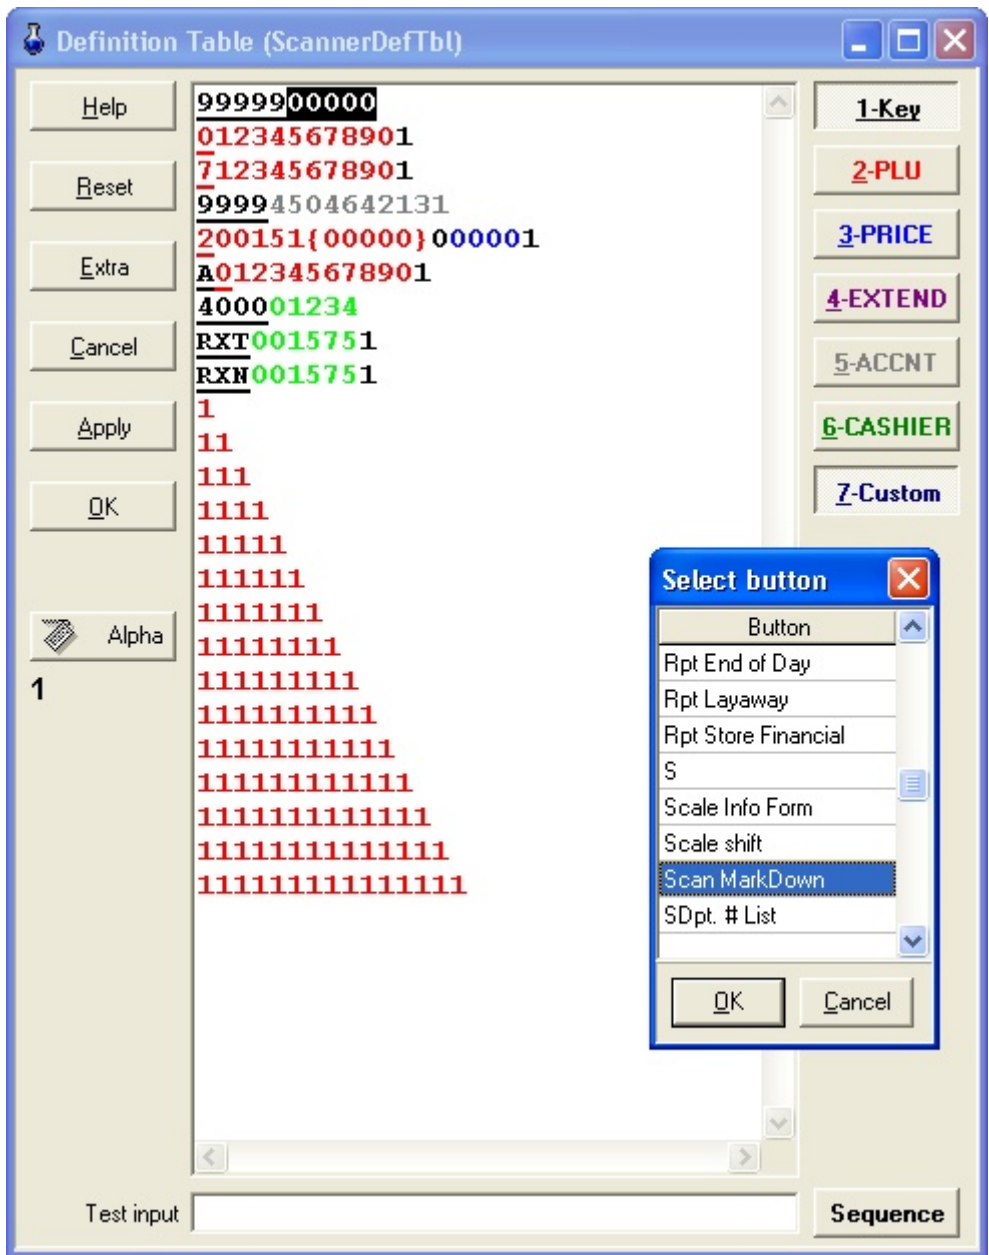 Definition Table (ScannerDefTbl)
Help
Reset
Extra
Cancel
Apply
OK
Alpha
1
9999900000
012345678901
712345678901
99994504642131
200151{00000}000001
A012345678901
400001234
RXT0015751
RXN0015751
1
11
111
1111
11111
111111
1111111
11111111
111111111
1111111111
11111111111
111111111111
1111111111111
11111111111111
111111111111111
1-Key
2-PLU
3-PRICE
4-EXTEND
5-ACCNT
6-CASHIER
7-Custom
Select button
Button
Rpt End of Day
Rpt Layaway
Rpt Store Financial
S
Scale Info Form
Scale shift
Scan MarkDown
SDpt. # List
OK
Cancel
Test input
Sequence